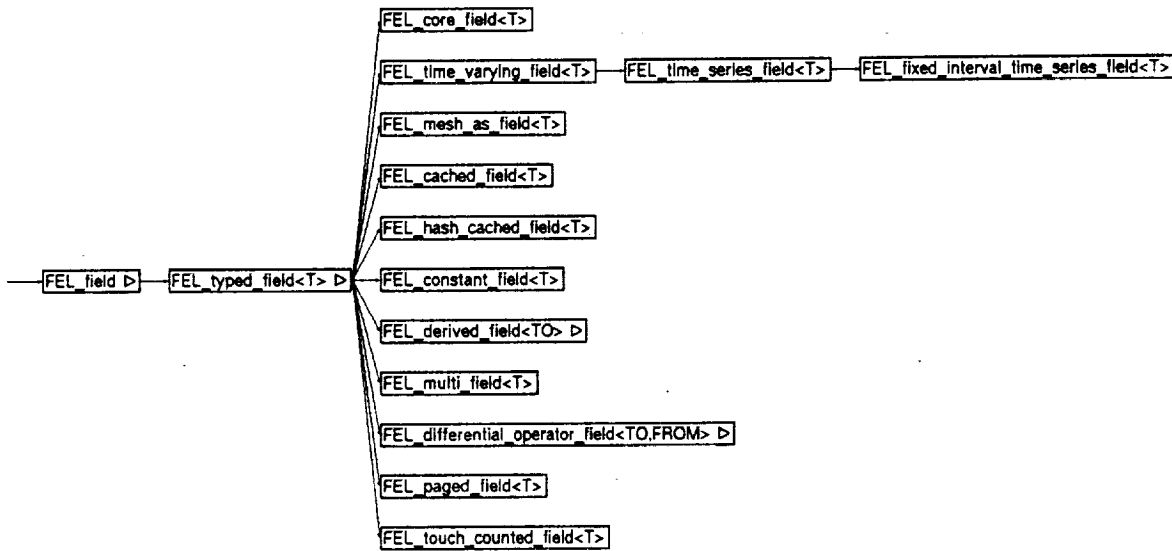 FEL_core_field<T>
FEL_time_varying_field<T> FEL_time_series_field<T> FEL_fixed_interval_time_series_field<T>
FEL_mesh_as_field<T>
FEL_cached_field<T>
FEL_hash_cached_field<T>
FEL_field ▷ FEL_typed_field<T> ▷ FEL_constant_field<T>
FEL_derived_field<TO> ▷
FEL_multi_field<T>
FEL_differential_operator_field<TO,FROM> ▷
FEL_paged_field<T>
FEL_touch_counted_field<T>